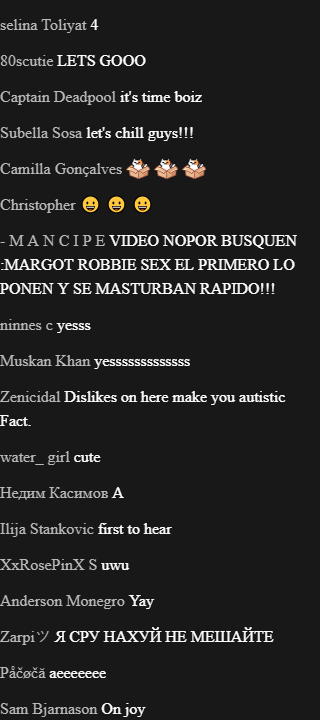 selina Toliyat 4
80scutie LETS GOOO
Captain Deadpool it's time boiz
Subella Sosa let's chill guys!!!
Camilla Gonçalves
Christopher 😀 😀 😀
- M A N C I P E VIDEO NOPOR BUSQUEN
:MARGOT ROBBIE SEX EL PRIMERO LO
PONEN Y SE MASTURBAN RAPIDO!!!
ninnes c yesss
Muskan Khan yesssssssssssss
Zenicidal Dislikes on here make you autistic
Fact.
water_ girl cute
Недим Касимов А
Ilija Stankovic first to hear
XxRosePinX S uwu
Anderson Monegro Yay
Zarpiツ Я СРУ НАХУЙ НЕ МЕШАЙТЕ
Påčøčă aeeeeeee
Sam Bjarnason On joy